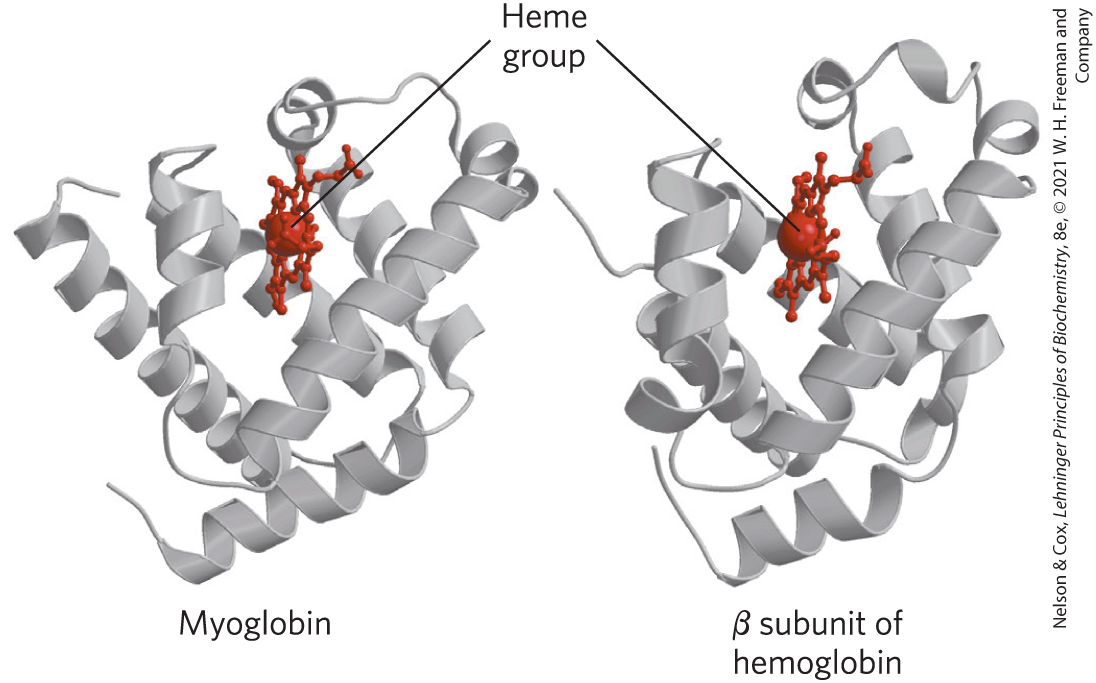 Heme
group
Myoglobin
β subunit of
hemoglobin
Nelson & Cox, Lehninger Principles of Biochemistry, 8e, © 2021 W. H. Freeman and
Company